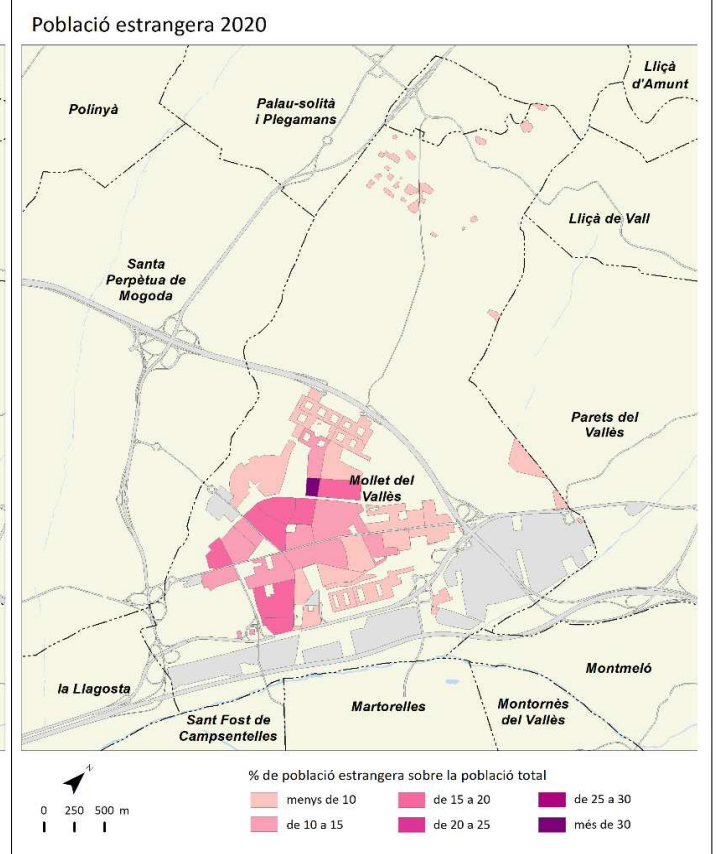 Població estrangera 2020
Lliçà
d'Amunt
Polinyà
Palau-solità
i Plegamans
Lliçà de Vall
Santa
Perpètua de
Mogoda
Parets del
Vallès
Mollet del
Vallès
Montmeló
la Llagosta
Martorelles
Montornès
del Vallès
Sant Fost de
Campsentelles
N
0 250 500 m
% de població estrangera sobre la població total
menys de 10
de 15 a 20
de 25 a 30
de 10 a 15
de 20 a 25
més de 30